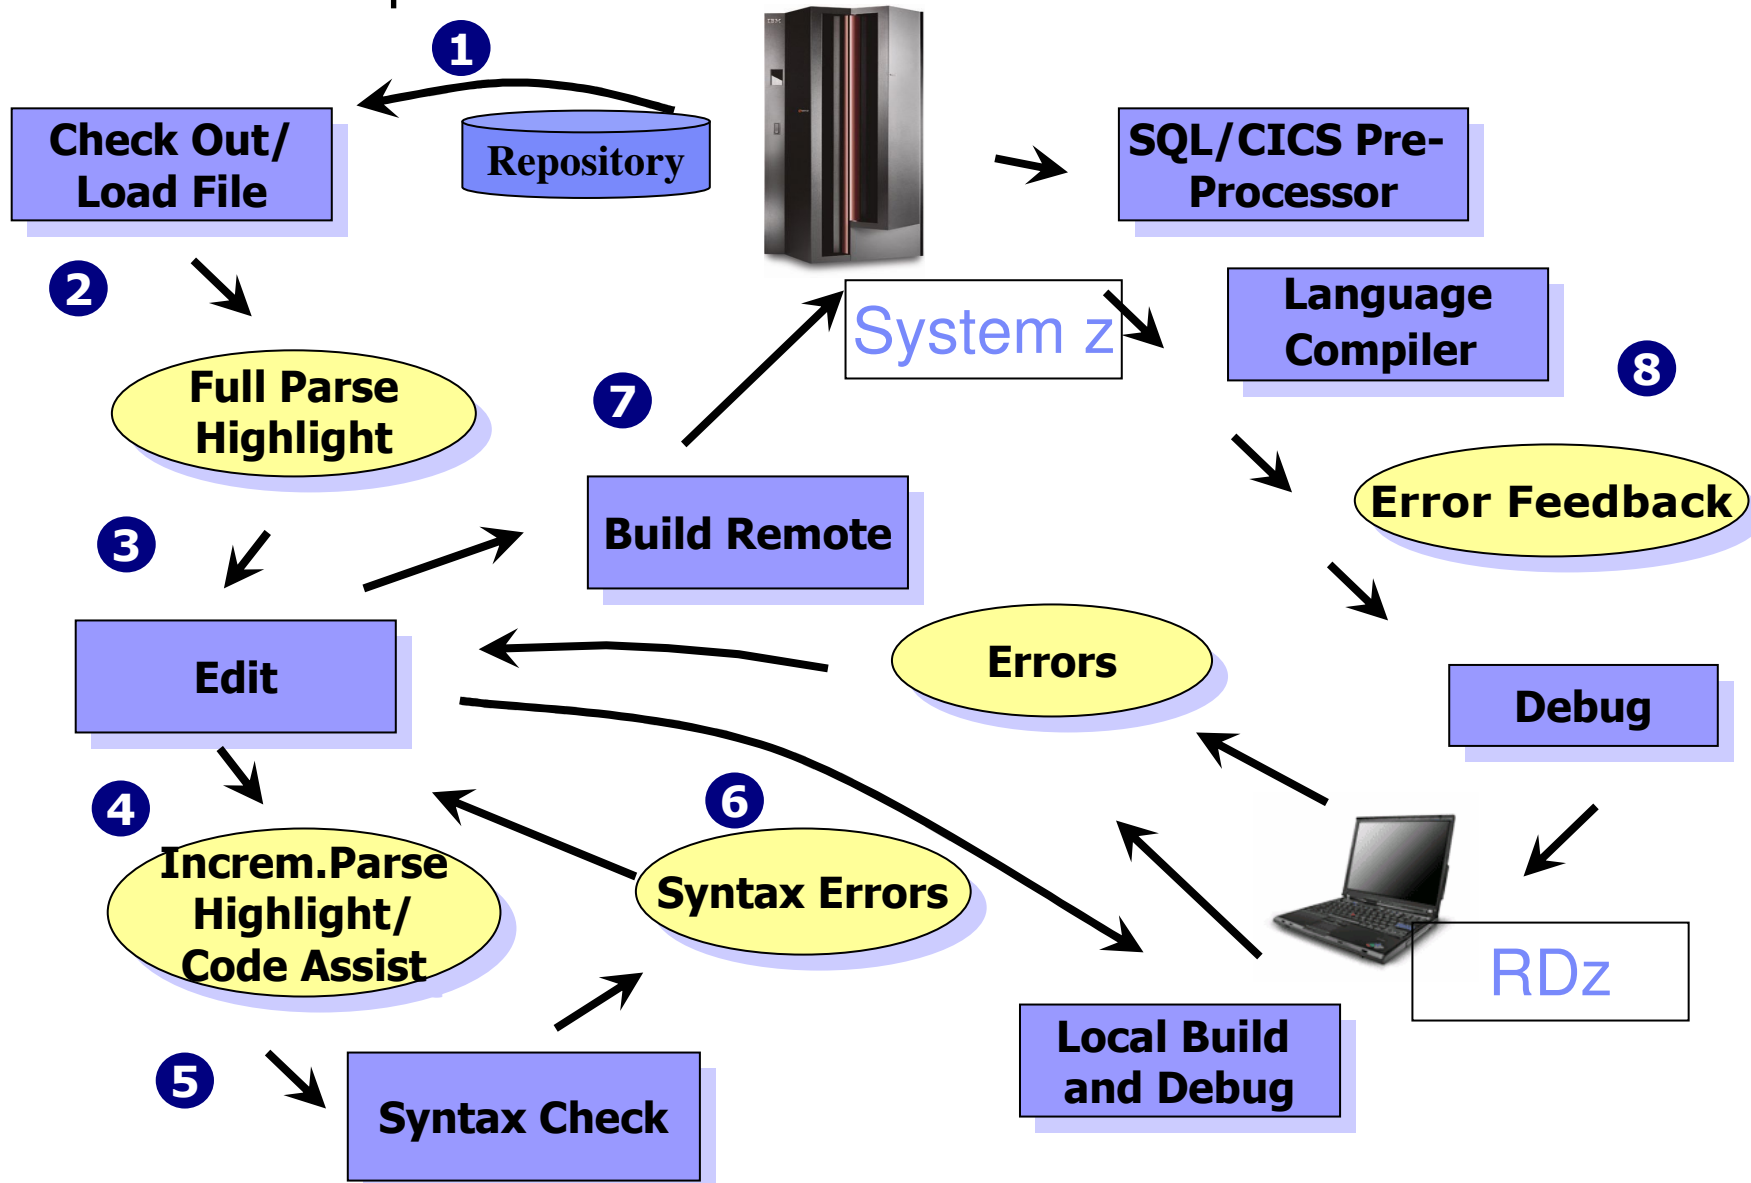 1
Check Out/
Load File
Repository
SQL/CICS Pre-
Processor
2
System z
Language
Compiler
8
Full Parse
Highlight
7
Error Feedback
3
Build Remote
Edit
Errors
Debug
4
6
Increm.Parse
Highlight/
Code Assist
Syntax Errors
RDz
5
Syntax Check
Local Build
and Debug